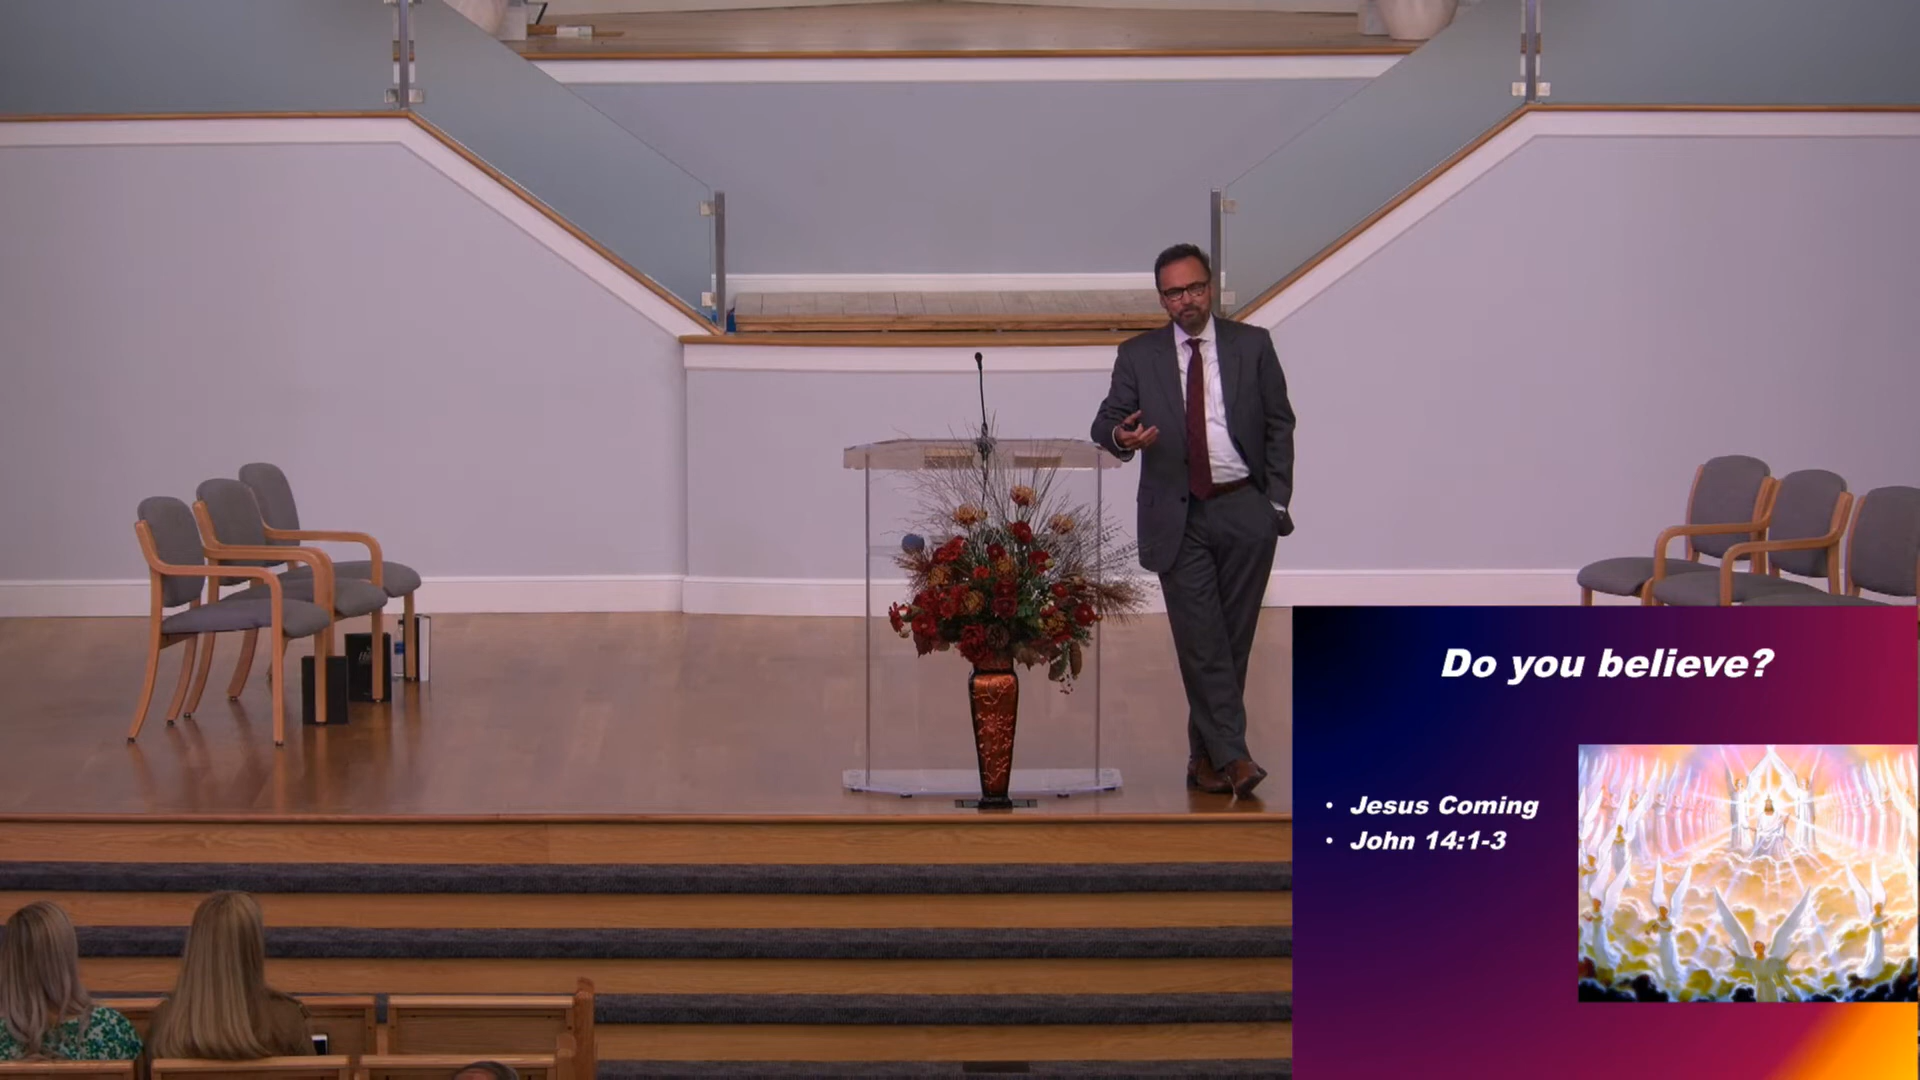 Do you believe?
• Jesus Coming
• John 14:1-3